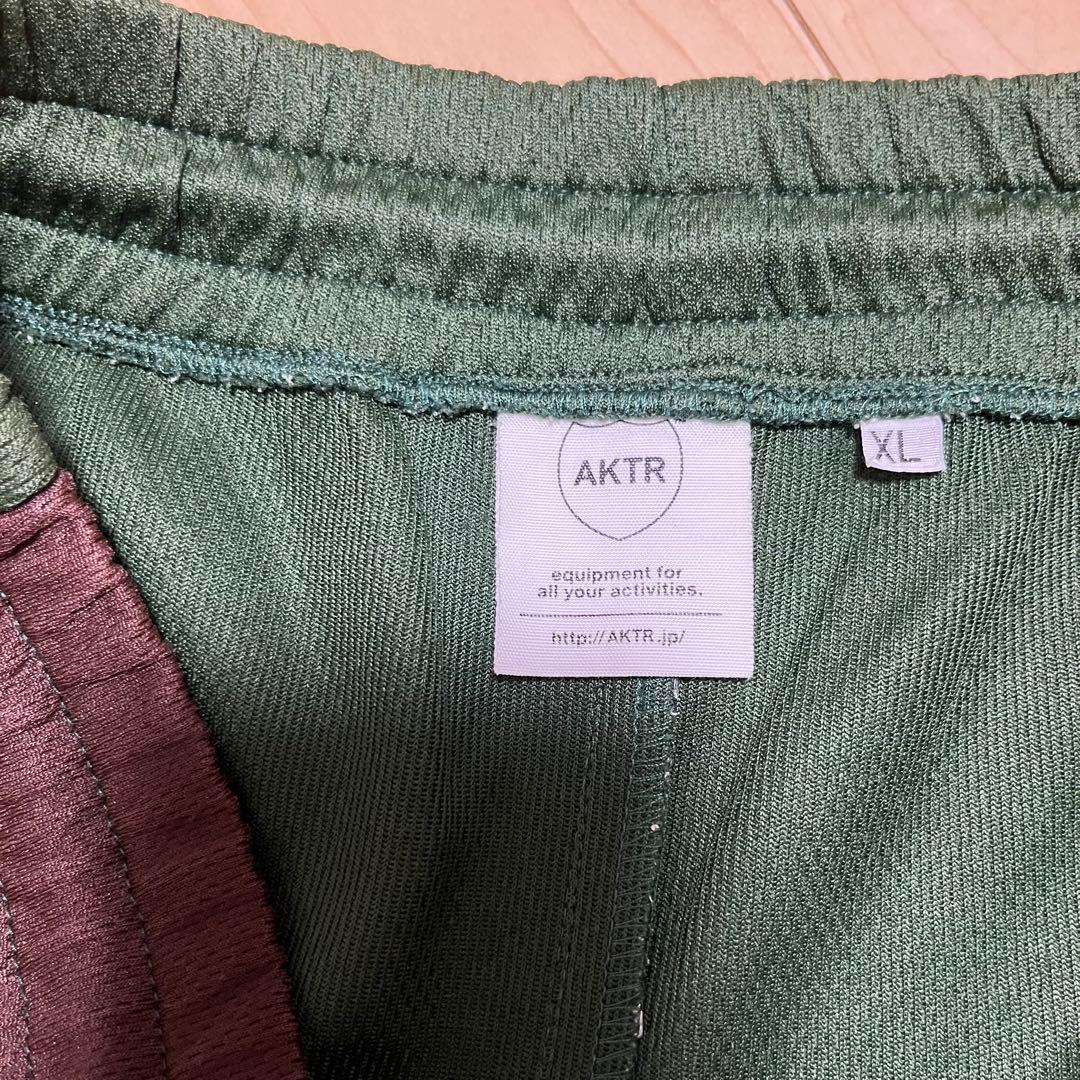 AKTR
XL
equipment for
all your activities.
http://AKTR.jp/